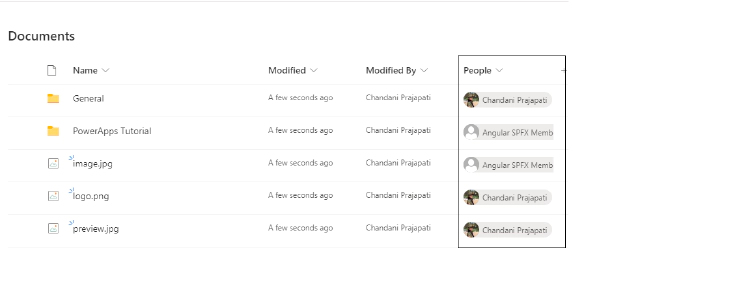 Documents
Name Modified Modified By People
General A few seconds ago Chandani Prajapati Chandani Prajapati
PowerApps Tutorial A few seconds ago Chandani Prajapati Angular SPFX Memb
image.jpg A few seconds ago Chandani Prajapati Angular SPFX Memb
logo.png A few seconds ago Chandani Prajapati Chandani Prajapati
preview.jpg A few seconds ago Chandani Prajapati Chandani Prajapati